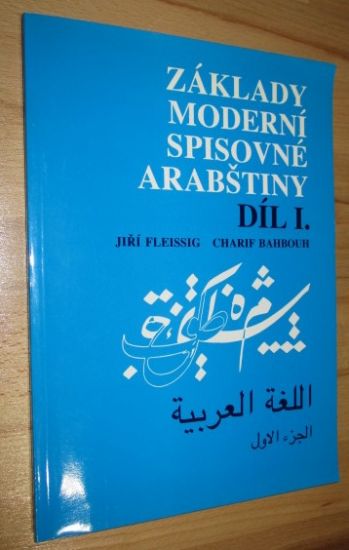 ZÁKLADY
MODERNÍ
SPISOVNÉ
ARABŠTINY
DÍL I.
JIŘÍ FLEISSIG CHARIF BAHBOUH
اللغة العربية
الجزء الاول